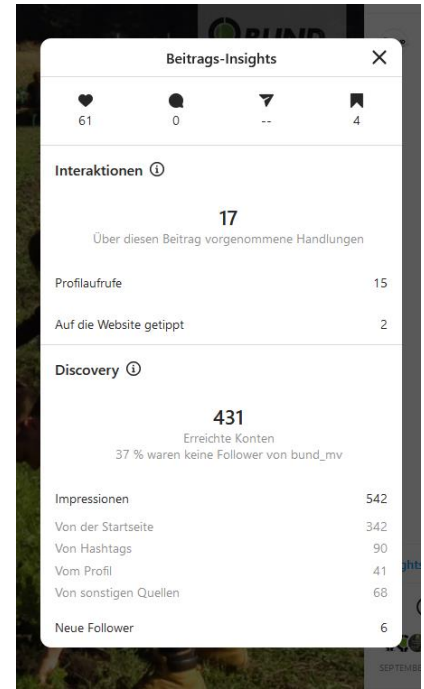 BUND
Beitrags-Insights
61 0 -- 4
Interaktionen
17
Über diesen Beitrag vorgenommene Handlungen
Profilaufrufe 15
Auf die Website getippt 2
Discovery
431
Erreichte Konten
37 % waren keine Follower von bund_mv
Impressionen 542
Von der Startseite 342
Von Hashtags 90
Vom Profil 41
Von sonstigen Quellen 68
Neue Follower 6